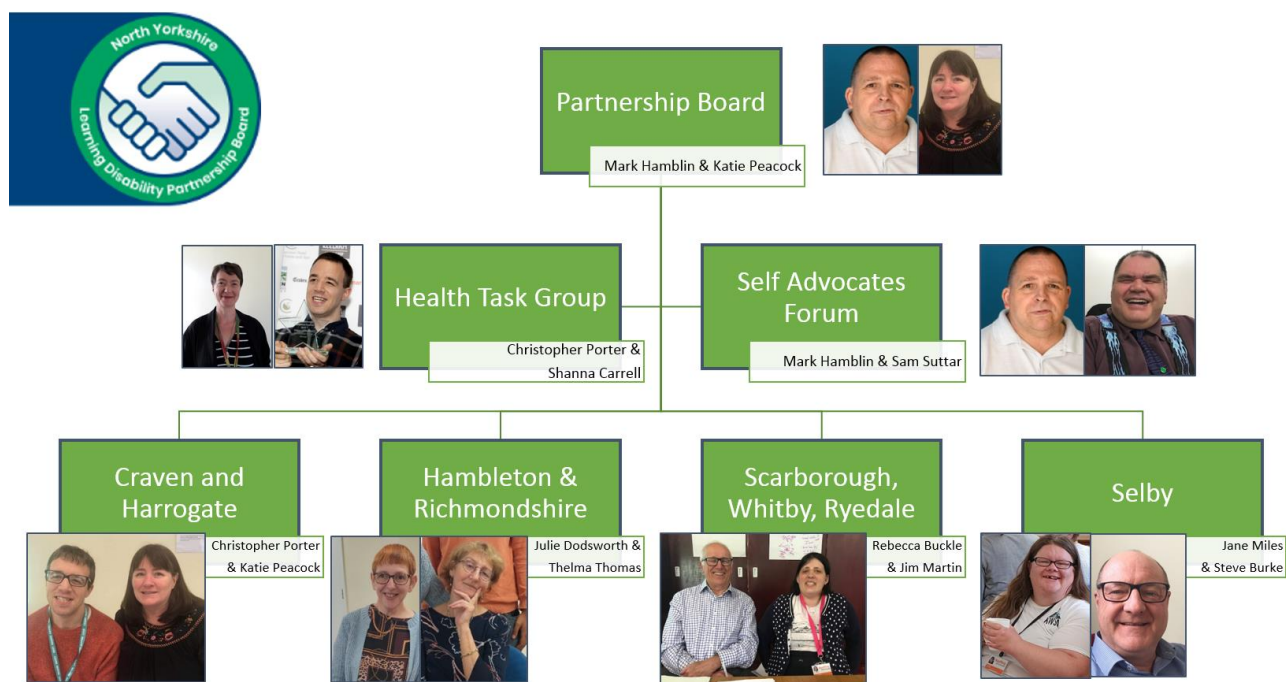 North Yorkshire
Learning Disability Partnership Board
Partnership Board
Mark Hamblin & Katie Peacock
Health Task Group
Christopher Porter &
Shanna Carrell
Self Advocates
Forum
Mark Hamblin & Sam Suttar
Craven and
Harrogate
Christopher Porter
& Katie Peacock
Hambleton &
Richmondshire
Julie Dodsworth &
Thelma Thomas
Scarborough,
Whitby, Ryedale
Rebecca Buckle
& Jim Martin
Selby
Jane Miles
& Steve Burke